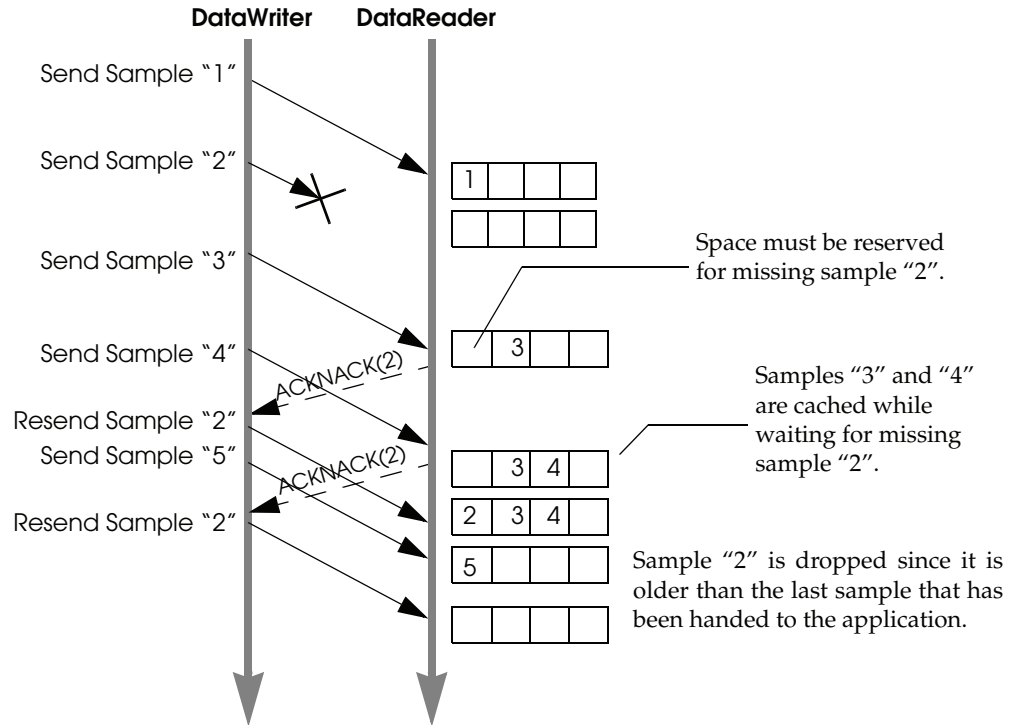 DataWriter DataReader
Send Sample “1”
Send Sample “2”
1
Space must be reserved
for missing sample “2”.
Send Sample “3”
3
Send Sample “4”
ACKNACK(2)
Samples “3” and “4”
are cached while
waiting for missing
sample “2”.
Resend Sample “2”
Send Sample “5”
ACKNACK(2)
3 4
Resend Sample “2”
2 3 4
5
Sample “2” is dropped since it is
older than the last sample that has
been handed to the application.